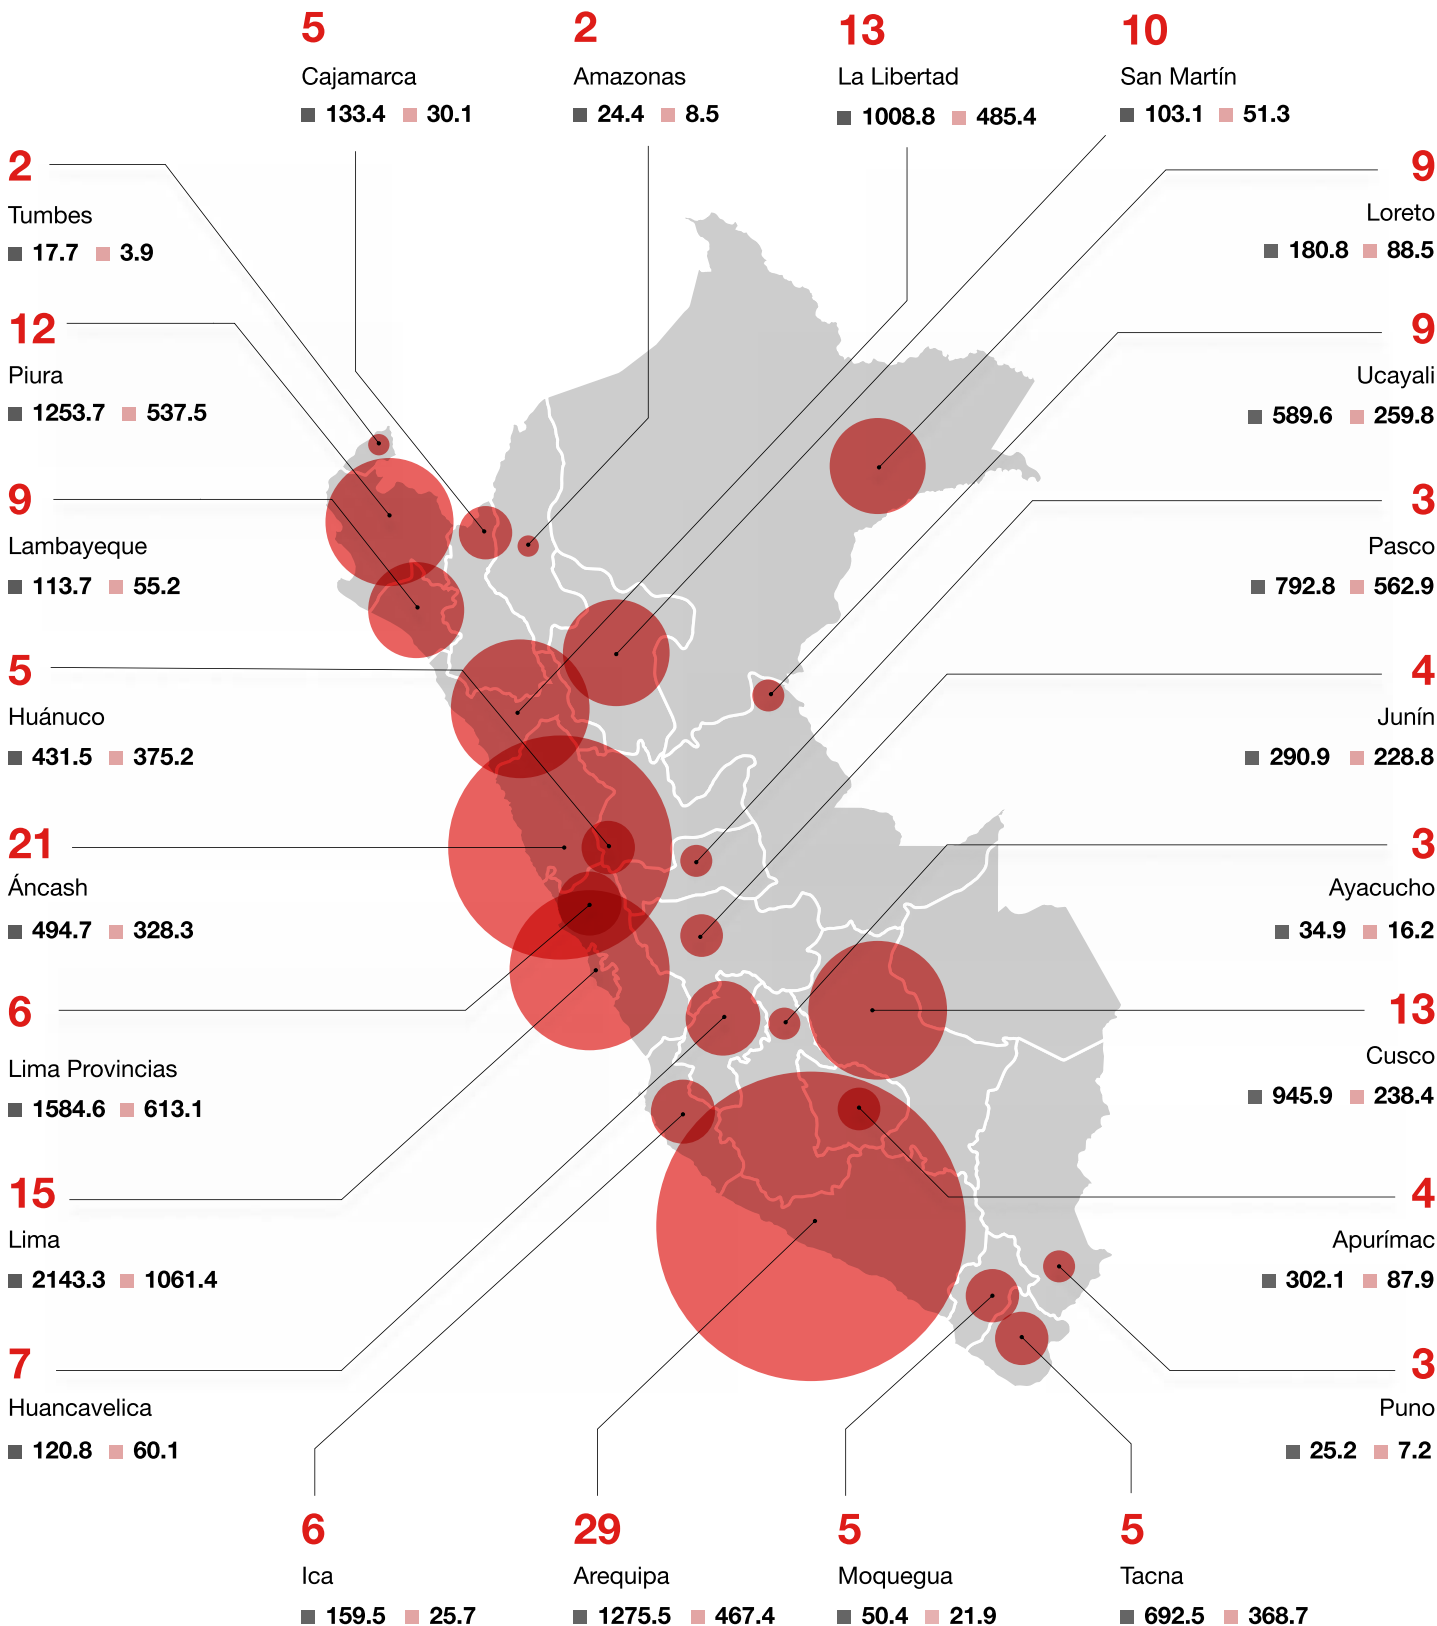 5
Cajamarca
133.4 30.1
2
Amazonas
24.4 8.5
13
La Libertad
1008.8 485.4
10
San Martín
103.1 51.3
2
Tumbes
17.7 3.9
12
Piura
1253.7 537.5
9
Lambayeque
113.7 55.2
5
Huánuco
431.5 375.2
21
Áncash
494.7 328.3
6
Lima Provincias
1584.6 613.1
15
Lima
2143.3 1061.4
7
Huancavelica
120.8 60.1
9
Loreto
180.8 88.5
9
Ucayali
589.6 259.8
3
Pasco
792.8 562.9
4
Junín
290.9 228.8
3
Ayacucho
34.9 16.2
13
Cusco
945.9 238.4
4
Apurímac
302.1 87.9
3
Puno
25.2 7.2
6
Ica
159.5 25.7
29
Arequipa
1275.5 467.4
5
Moquegua
50.4 21.9
5
Tacna
692.5 368.7